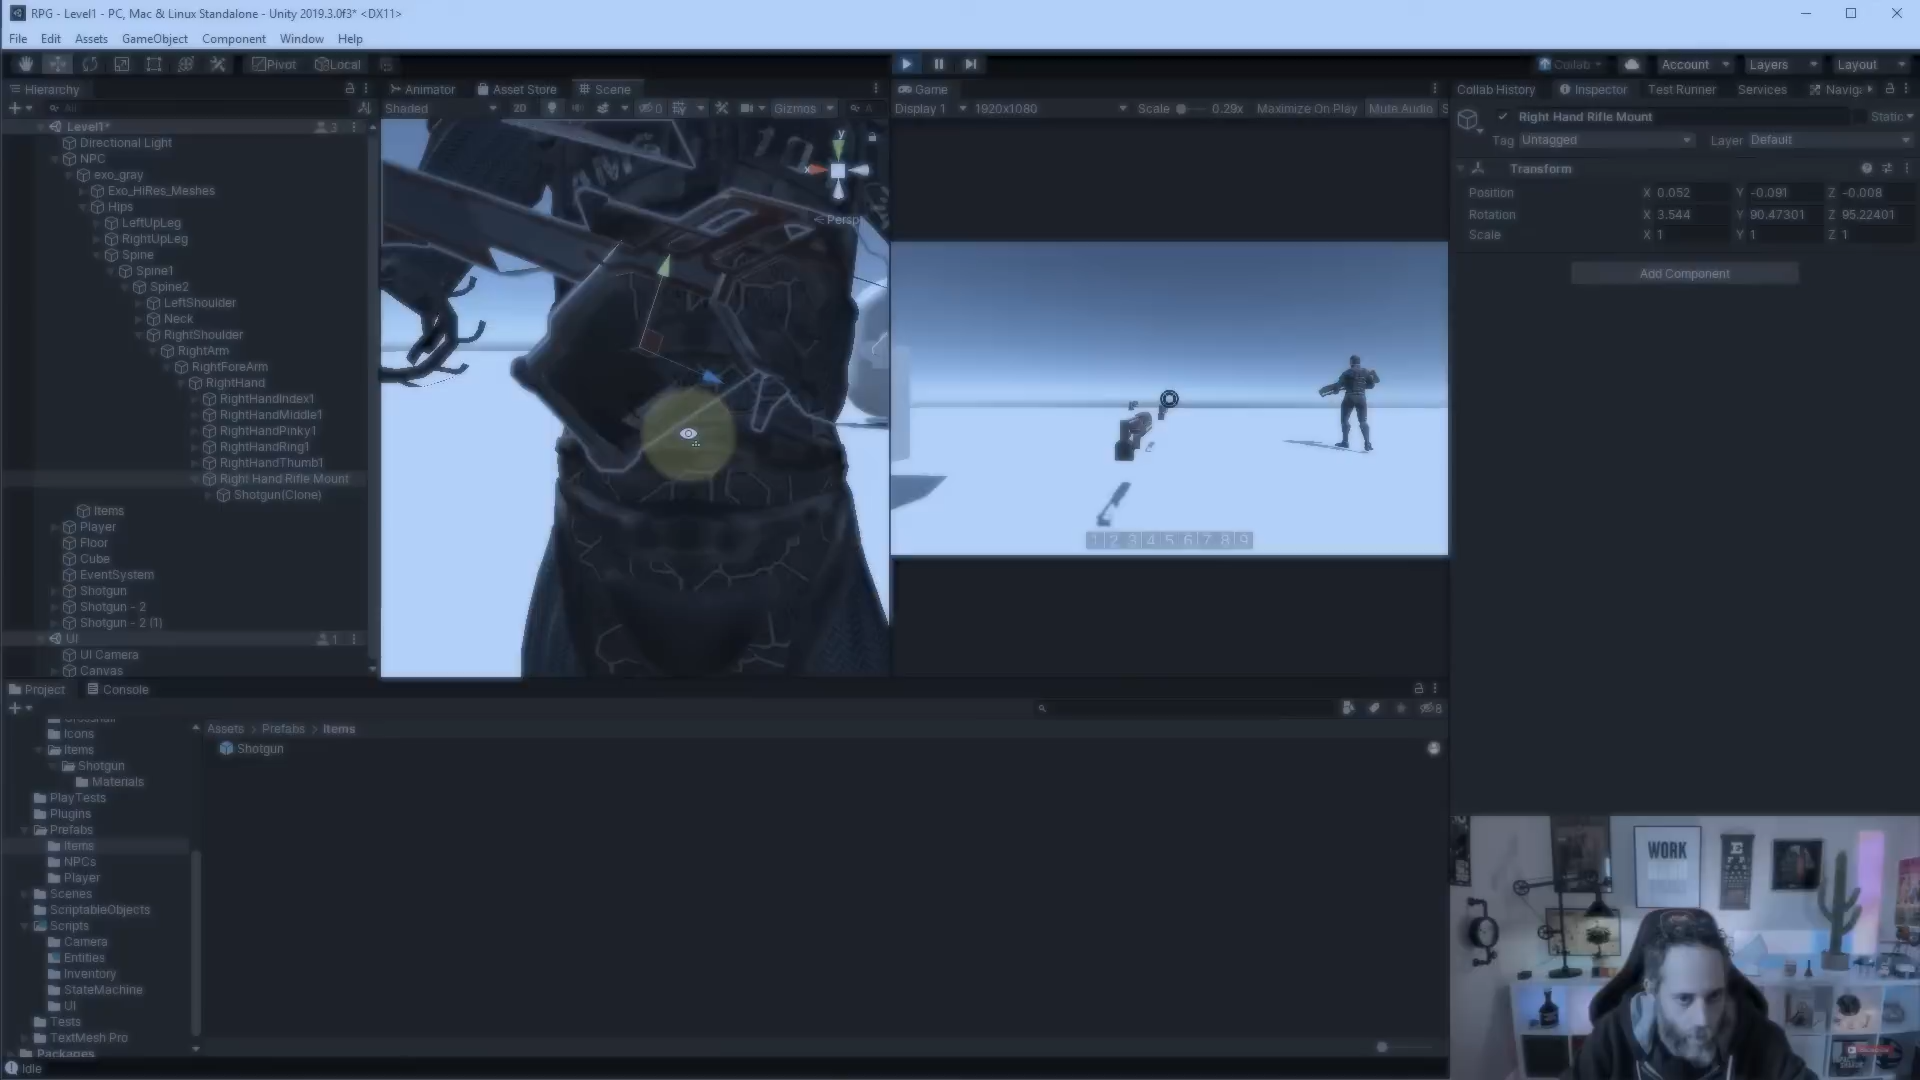 RPG - Level1 - PC, Mac & Linux Standalone - Unity 2019.3.0f3* <DX11>
File Edit Assets GameObject Component Window Help
Pivot Local
Collab Account Layers Layout
Hierarchy
All
Level1* 3
Directional Light
NPC
exo_gray
Exo_HiRes_Meshes
Hips
LeftUpLeg
RightUpLeg
Spine
Spine1
Spine2
LeftShoulder
Neck
RightShoulder
RightArm
RightForeArm
RightHand
RightHandIndex1
RightHandMiddle1
RightHandPinky1
RightHandRing1
RightHandThumb1
Right Hand Rifle Mount
Shotgun(Clone)
Items
Player
Floor
Cube
EventSystem
Shotgun
Shotgun - 2
Shotgun - 2 (1)
UI 1
UI Camera
Canvas
Animator Asset Store Scene
Shaded 2D 0 Gizmos A
y
x
Persp
Game
Display 1 1920x1080 Scale 0.29x Maximize On Play Mute Audio S
1 2 3 4 5 6 7 8 9
Collab History Inspector Test Runner Services Navig
Right Hand Rifle Mount Static
Tag Untagged Layer Default
Transform
Position X 0.052 Y -0.091 Z -0.008
Rotation X 3.544 Y 90.47301 Z 95.22401
Scale X 1 Y 1 Z 1
Add Component
Project Console
8
Icons
Items
Shotgun
Materials
PlayTests
Plugins
Prefabs
Items
NPCs
Player
Scenes
ScriptableObjects
Scripts
Camera
Entities
Inventory
StateMachine
UI
Tests
TextMesh Pro
Packages
Assets > Prefabs > Items
Shotgun
WORK
E
Idle